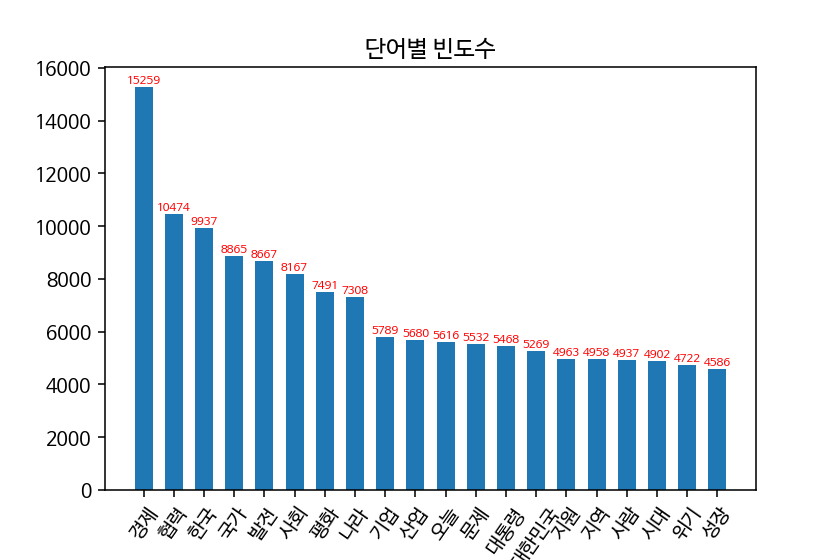 단어별 빈도수
16000
14000
12000
10000
8000
6000
4000
2000
0
15259
10474
9937
8865
8667
8167
7491
7308
5789
5680
5616
5532
5468
5269
4963
4958
4937
4902
4722
4586
경제
협력
한국
국가
발전
사회
평화
나라
기업
산업
오늘
문제
대통령
대한민국
지원
지역
사람
시대
위기
성장